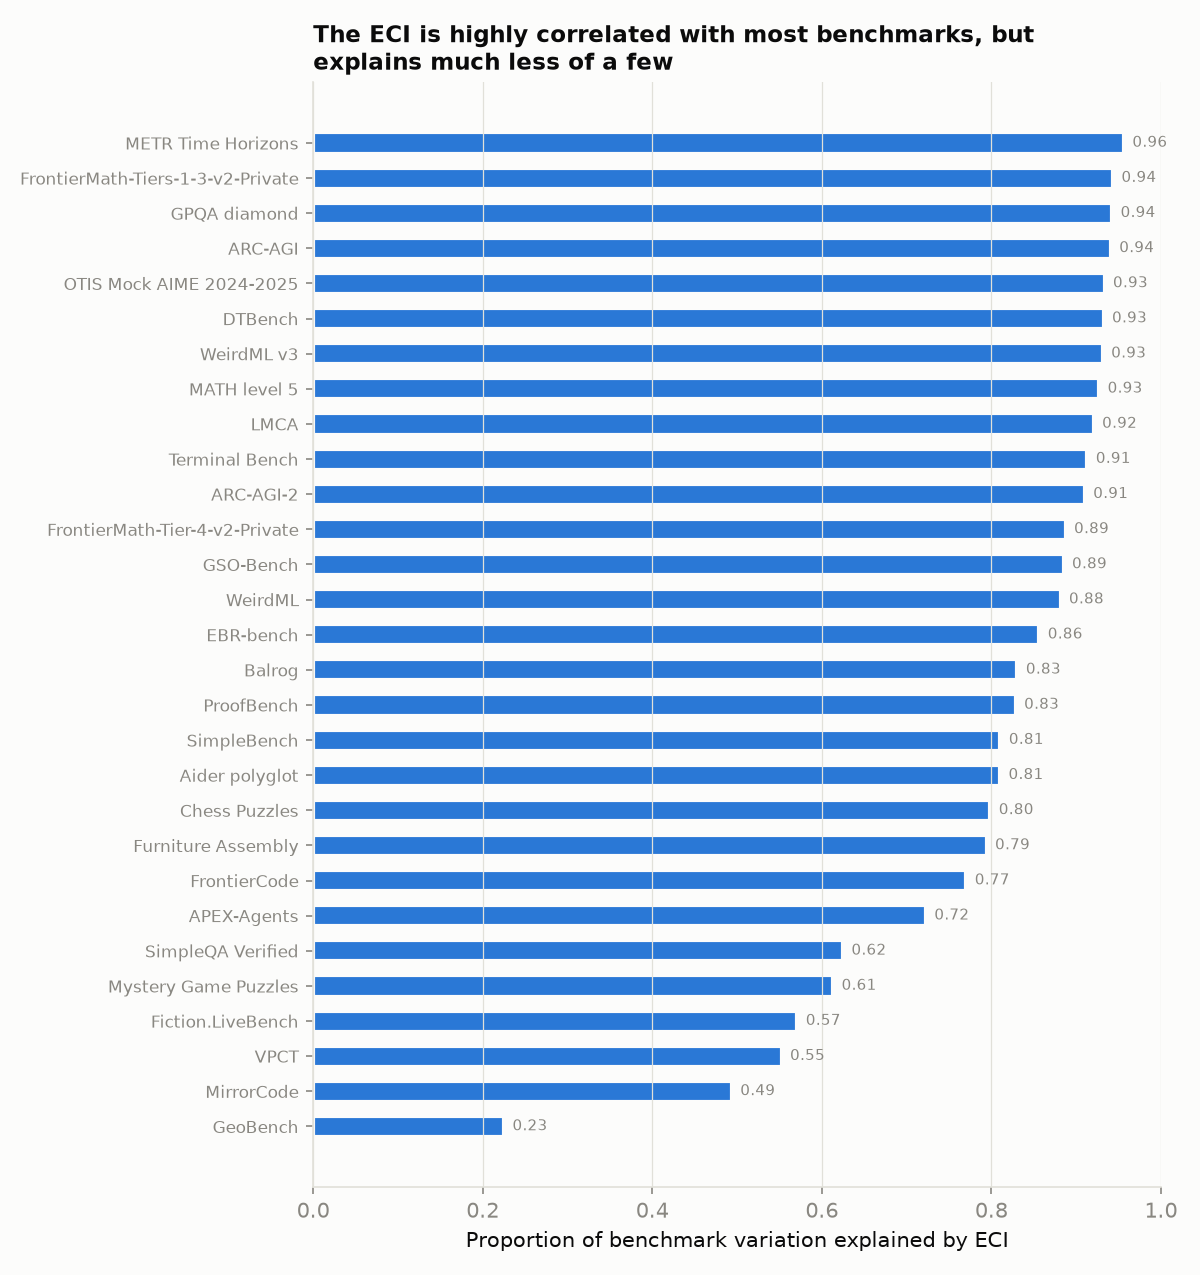 The ECI is highly correlated with most benchmarks, but
explains much less of a few
METR Time Horizons 0.96
FrontierMath-Tiers-1-3-v2-Private 0.94
GPQA diamond 0.94
ARC-AGI 0.94
OTIS Mock AIME 2024-2025 0.93
DTBench 0.93
WeirdML v3 0.93
MATH level 5 0.93
LMCA 0.92
Terminal Bench 0.91
ARC-AGI-2 0.91
FrontierMath-Tier-4-v2-Private 0.89
GSO-Bench 0.89
WeirdML 0.88
EBR-bench 0.86
Balrog 0.83
ProofBench 0.83
SimpleBench 0.81
Aider polyglot 0.81
Chess Puzzles 0.80
Furniture Assembly 0.79
FrontierCode 0.77
APEX-Agents 0.72
SimpleQA Verified 0.62
Mystery Game Puzzles 0.61
Fiction.LiveBench 0.57
VPCT 0.55
MirrorCode 0.49
GeoBench 0.23
0.0 0.2 0.4 0.6 0.8 1.0
Proportion of benchmark variation explained by ECI